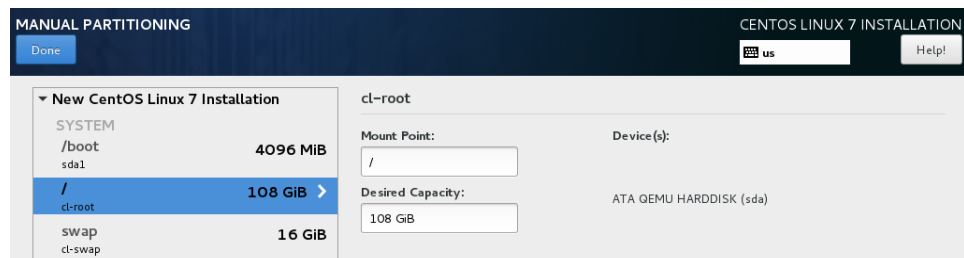 MANUAL PARTITIONING
CENTOS LINUX 7 INSTALLATION
Done
us
Help!
New CentOS Linux 7 Installation
SYSTEM
/boot
4096 MiB
sda1
/
108 GiB
cl-root
swap
16 GiB
cl-swap
cl-root
Mount Point:
/
Desired Capacity:
108 GiB
Device(s):
ATA QEMU HARDDISK (sda)